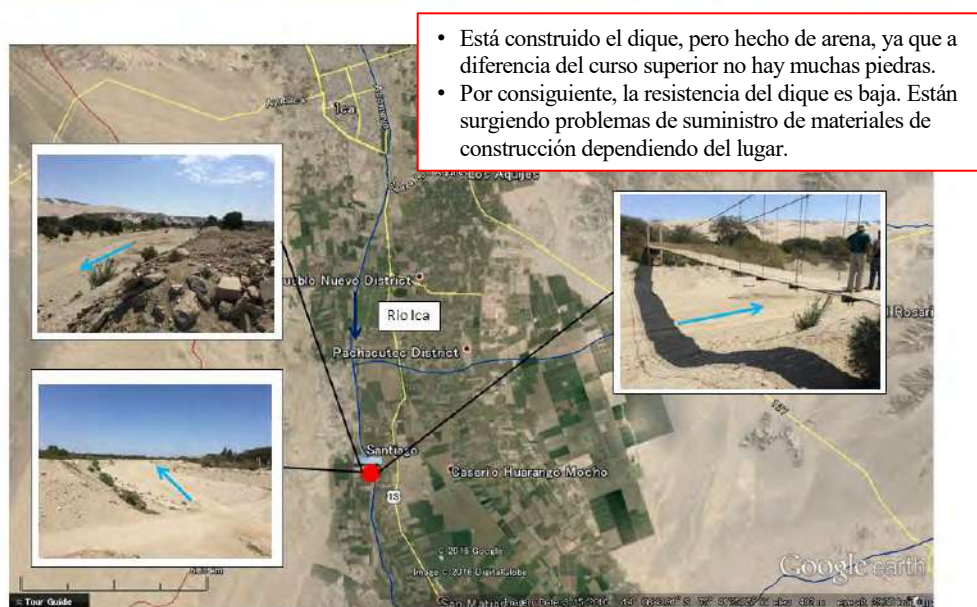 • Está construido el dique, pero hecho de arena, ya que a
diferencia del curso superior no hay muchas piedras.
• Por consiguiente, la resistencia del dique es baja. Están
surgiendo problemas de suministro de materiales de
construcción dependiendo del lugar.
Ica
Los Aquijes
Pueblo Nuevo District
Rio Ica
El Rosari
Pachacutec District
Santiago
Caserio Huarango Mocho
© 2016 Google
Image © 2016 DigitalGlobe
Google earth
Tour Guide